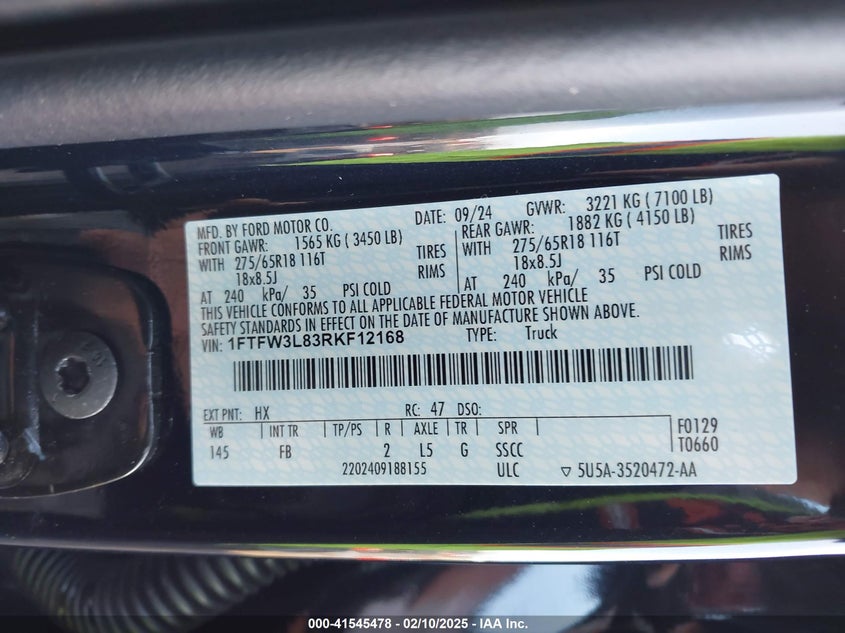 MFD. BY FORD MOTOR CO. DATE: 09/24 GVWR: 3221 KG ( 7100 LB)
FRONT GAWR: 1565 KG ( 3450 LB) REAR GAWR: 1882 KG ( 4150 LB)
WITH 275/65R18 116T TIRES WITH 275/65R18 116T TIRES
18x8.5J RIMS 18x8.5J RIMS
AT 240 kPa/ 35 PSI COLD AT 240 kPa/ 35 PSI COLD
THIS VEHICLE CONFORMS TO ALL APPLICABLE FEDERAL MOTOR VEHICLE
SAFETY STANDARDS IN EFFECT ON THE DATE OF MANUFACTURE SHOWN ABOVE.
VIN: 1FTFW3L83RKF12168 TYPE: Truck
EXT PNT: HX RC: 47 DSO:
WB INT TR TP/PS R AXLE TR SPR F0129
145 FB 2 L5 G SSCC T0660
2202409188155 ULC ▽ 5U5A-3520472-AA
000-41545478 - 02/10/2025 - IAA Inc.